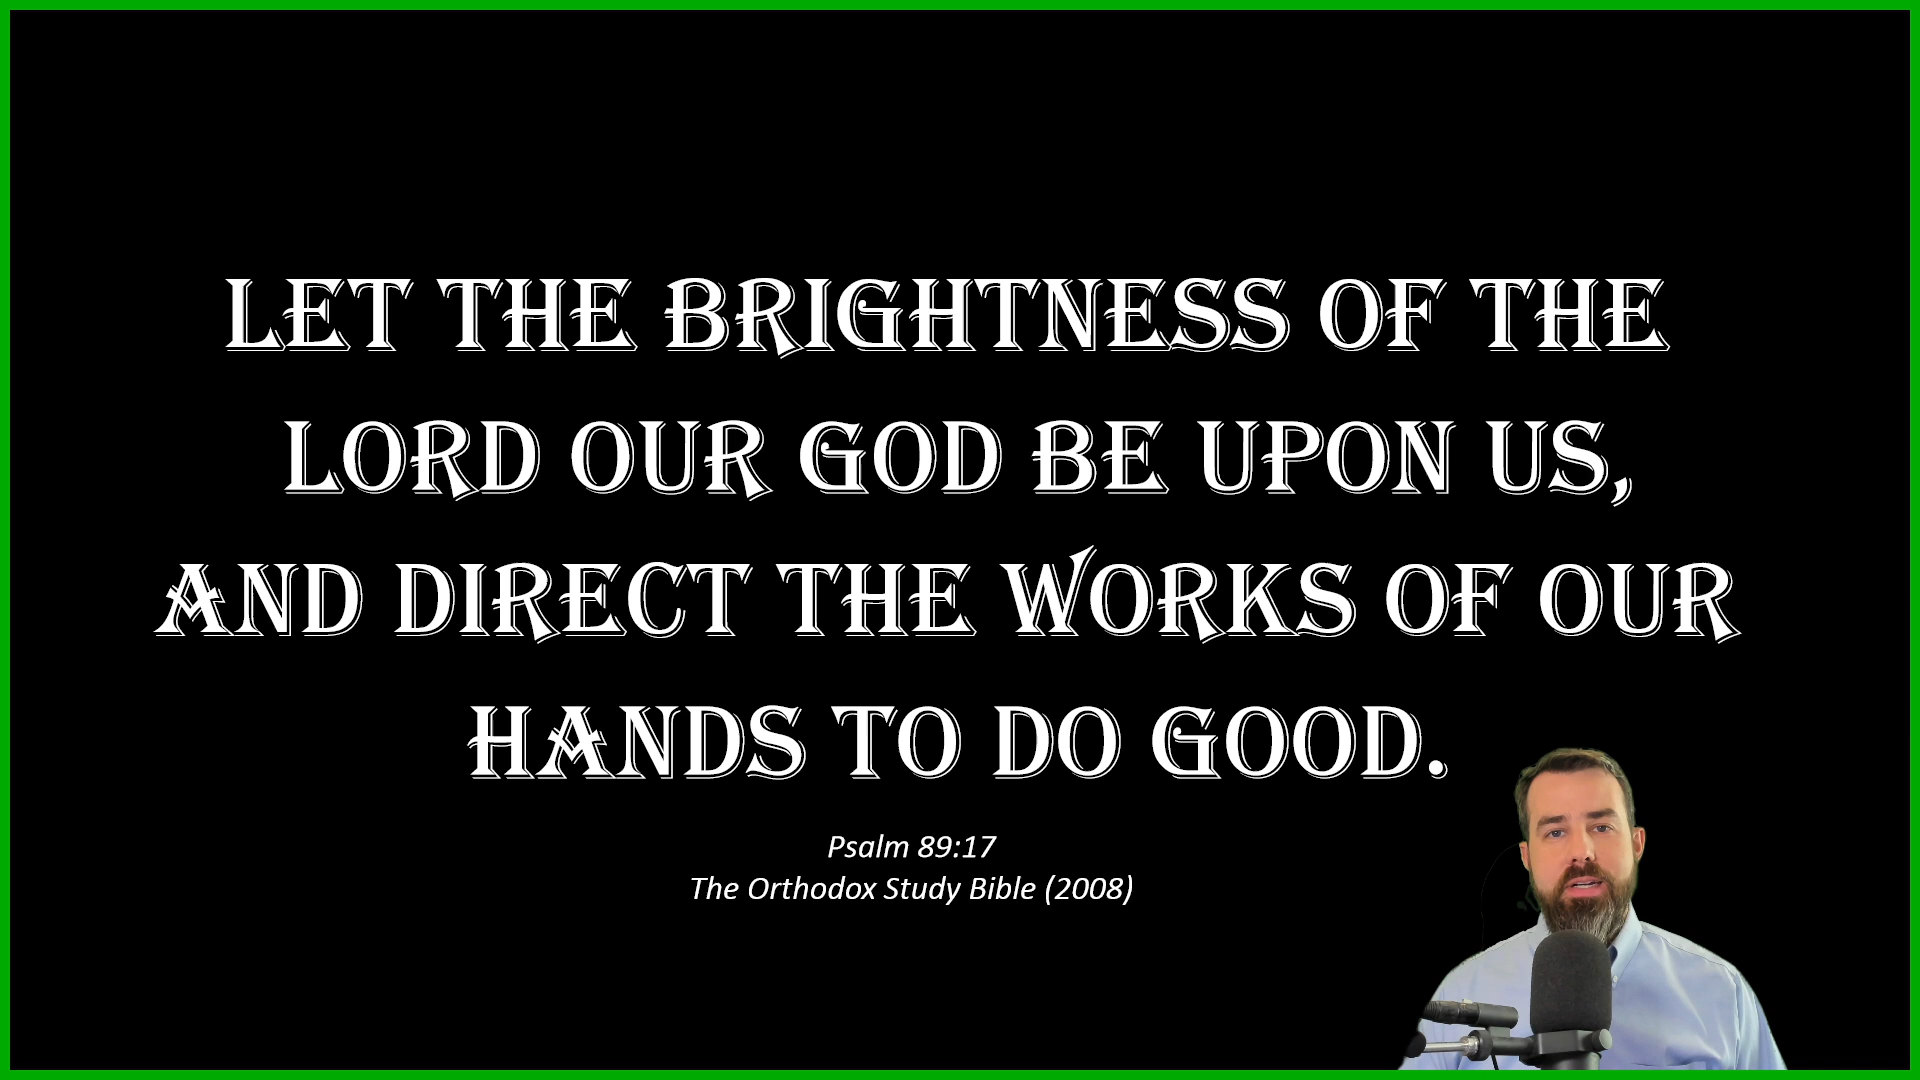 LET THE BRIGHTNESS OF THE
LORD OUR GOD BE UPON US,
AND DIRECT THE WORKS OF OUR
HANDS TO DO GOOD.
Psalm 89:17
The Orthodox Study Bible (2008)